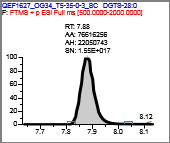 QEF1627_OG34_T5-35-0-3_SC DGTS-28:0
F: FTMS + p ESI Full ms [500.0000-2000.0000]
RT: 7.88
AA: 76616256
AH: 22050743
SN: 1.55E+017
100
80
60
40
20
0
8.12
7.7 7.8 7.9 8.0 8.1